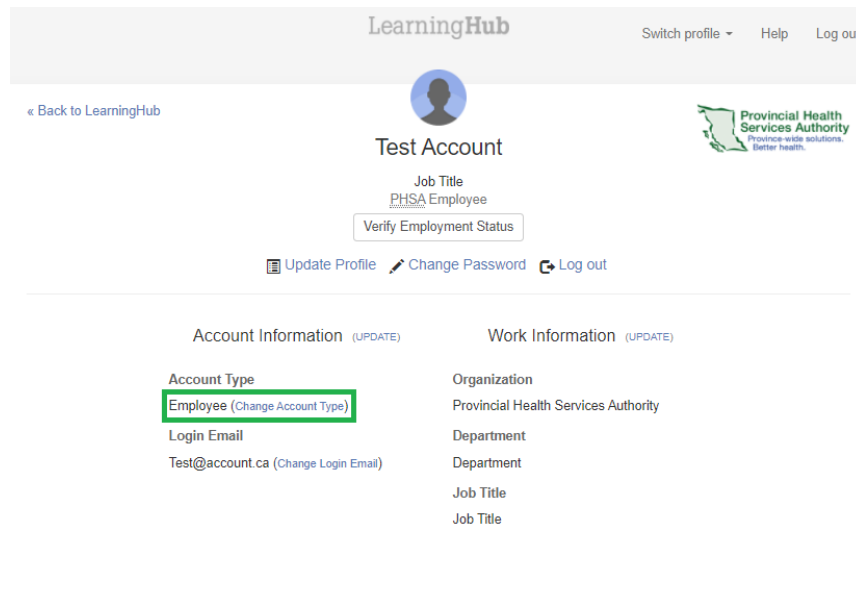 LearningHub
Switch profile Help Log ou
« Back to LearningHub
Provincial Health
Services Authority
Province-wide solutions.
Better health.
Test Account
Job Title
PHSA Employee
Verify Employment Status
Update Profile Change Password Log out
Account Information (UPDATE) Work Information (UPDATE)
Account Type
Employee (Change Account Type)
Login Email
Test@account.ca (Change Login Email)
Organization
Provincial Health Services Authority
Department
Department
Job Title
Job Title